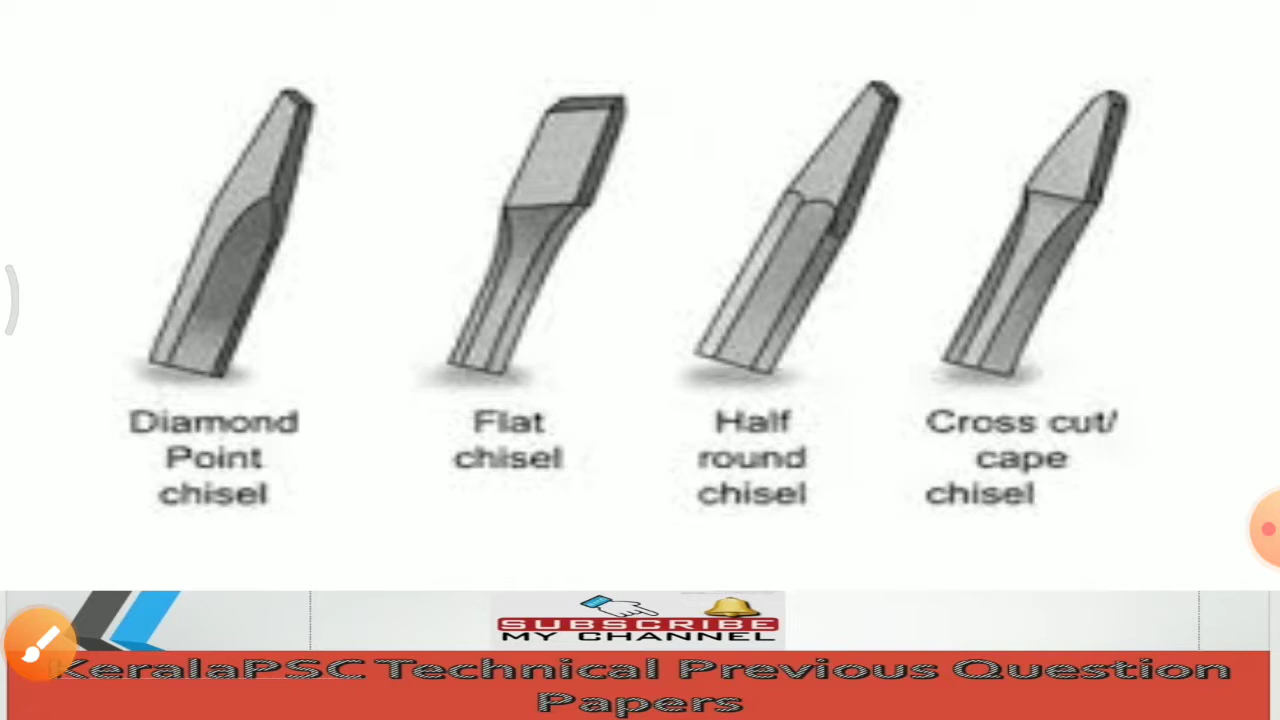 Diamond
Point
chisel
Flat
chisel
Half
round
chisel
Cross cut/
cape
chisel
SUBSCRIBE
MY CHANNEL
KeralaPSC Technical Previous Question
Papers